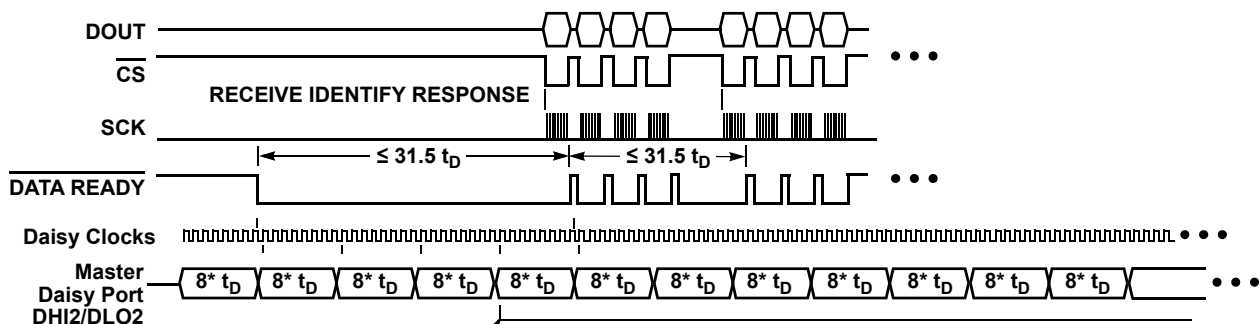 DOUT
CS
RECEIVE IDENTIFY RESPONSE
SCK
≤ 31.5 tD ≤ 31.5 tD
DATA READY
Daisy Clocks
Master
Daisy Port
DHI2/DLO2
8* tD 8* tD 8* tD 8* tD 8* tD 8* tD 8* tD 8* tD 8* tD 8* tD 8* tD 8* tD